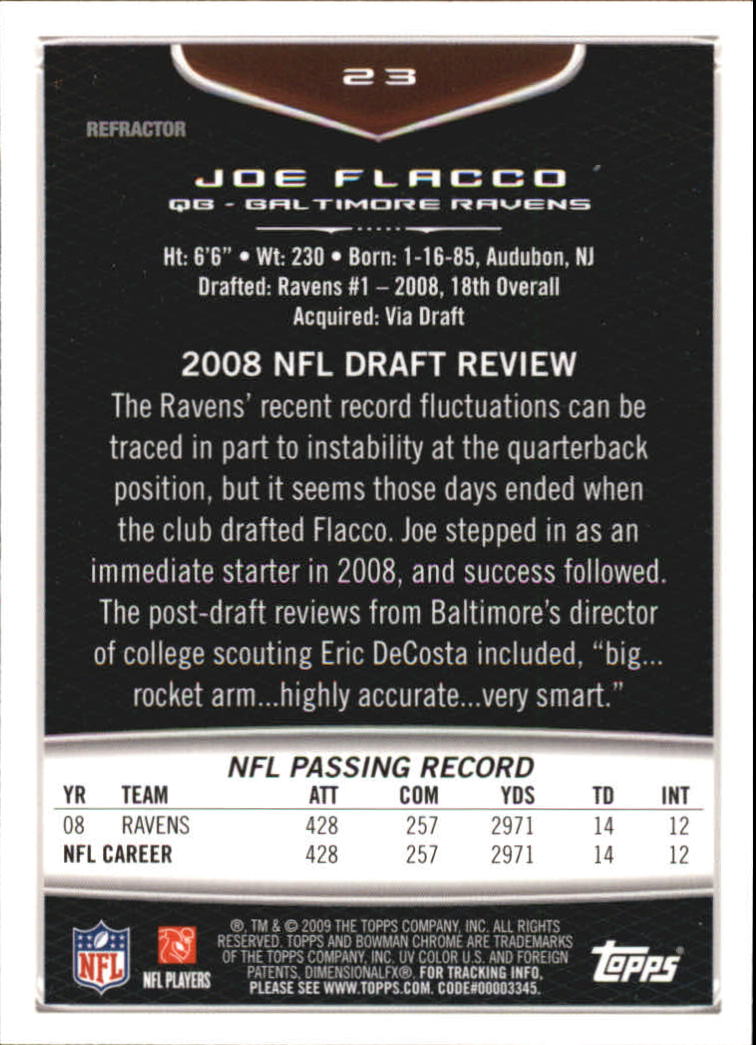 23
REFRACTOR
JOE FLACCO
QB - BALTIMORE RAVENS
Ht: 6'6" • Wt: 230 • Born: 1-16-85, Audubon, NJ
Drafted: Ravens #1 – 2008, 18th Overall
Acquired: Via Draft
2008 NFL DRAFT REVIEW
The Ravens' recent record fluctuations can be
traced in part to instability at the quarterback
position, but it seems those days ended when
the club drafted Flacco. Joe stepped in as an
immediate starter in 2008, and success followed.
The post-draft reviews from Baltimore's director
of college scouting Eric DeCosta included, "big...
rocket arm...highly accurate...very smart."
NFL PASSING RECORD
YR TEAM ATT COM YDS TD INT
08 RAVENS 428 257 2971 14 12
NFL CAREER 428 257 2971 14 12
®, TM & © 2009 THE TOPPS COMPANY, INC. ALL RIGHTS
RESERVED. TOPPS AND BOWMAN CHROME ARE TRADEMARKS
OF THE TOPPS COMPANY, INC. UV COLOR U.S. AND FOREIGN
PATENTS, DIMENSIONALFX®. FOR TRACKING INFO,
PLEASE SEE WWW.TOPPS.COM. CODE#00003345.
NFL
NFL PLAYERS
Topps®